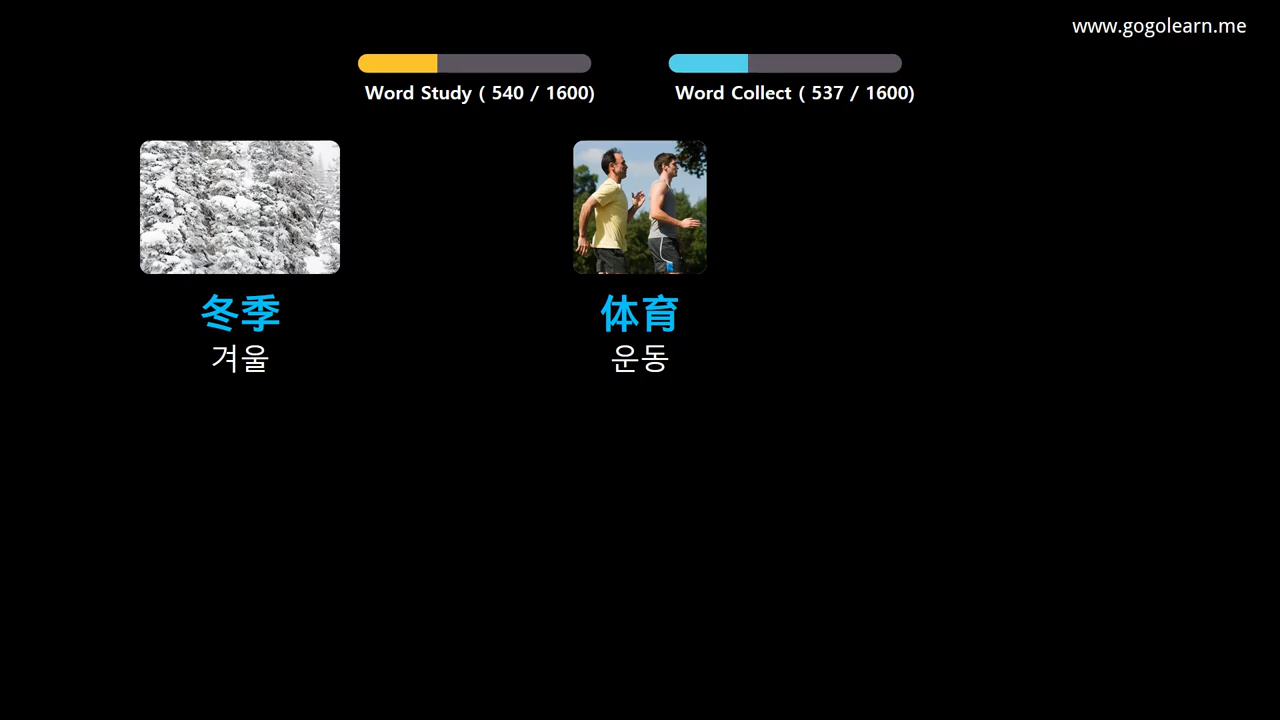 www.gogolearn.me
Word Study ( 540 / 1600)
Word Collect ( 537 / 1600)
冬季
겨울
体育
운동